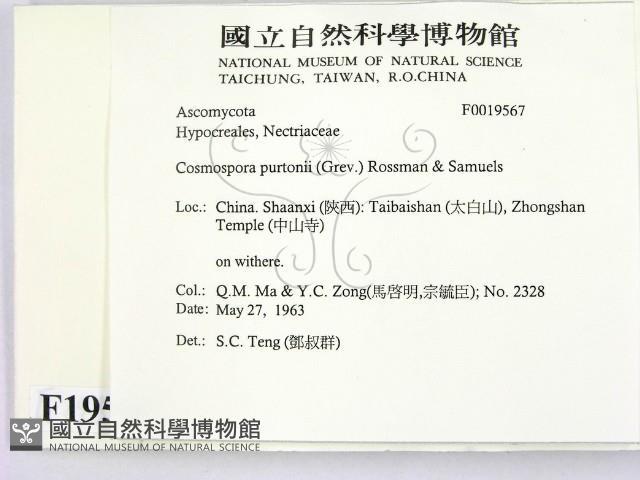 國立自然科學博物館
NATIONAL MUSEUM OF NATURAL SCIENCE
TAICHUNG, TAIWAN, R.O.CHINA
Ascomycota F0019567
Hypocreales, Nectriaceae
Cosmospora purtonii (Grev.) Rossman & Samuels
Loc.: China. Shaanxi (陝西): Taibaishan (太白山), Zhongshan
Temple (中山寺)
on withere.
Col.: Q.M. Ma & Y.C. Zong(馬啓明,宗毓臣); No. 2328
Date: May 27, 1963
Det.: S.C. Teng (鄧叔群)
F195
國立自然科學博物館
NATIONAL MUSEUM OF NATURAL SCIENCE